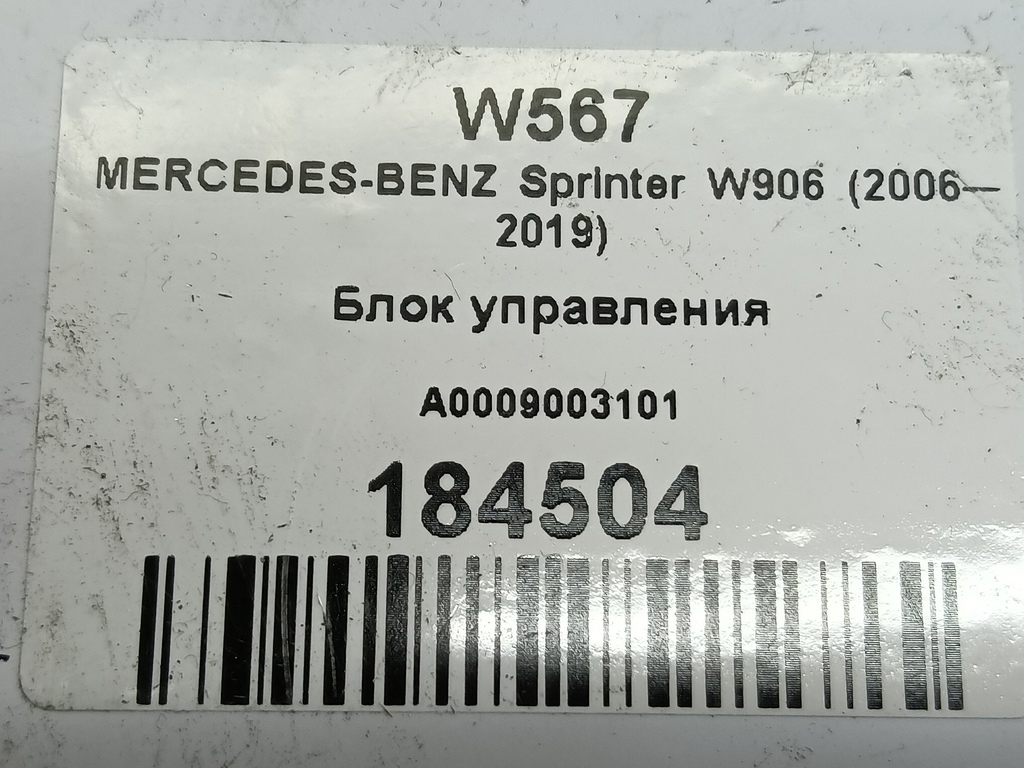 W567
MERCEDES-BENZ Sprinter W906 (2006—
2019)
Блок управления
A0009003101
184504